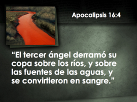 Apocalipsis 16:4
“El tercer ángel derramó su
copa sobre los ríos, y sobre
las fuentes de las aguas, y
se convirtieron en sangre.”